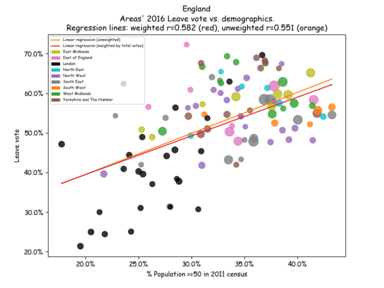 England
Areas' 2016 Leave vote vs. demographics.
Regression lines: weighted r=0.582 (red), unweighted r=0.551 (orange)
Linear regression (unweighted)
Linear regression (weighted by total votes)
East Midlands
East of England
London
North East
North West
South East
South West
West Midlands
Yorkshire and The Humber
70.0%
60.0%
50.0%
40.0%
30.0%
20.0%
Leave vote
20.0% 25.0% 30.0% 35.0% 40.0%
% Population >=50 in 2011 census